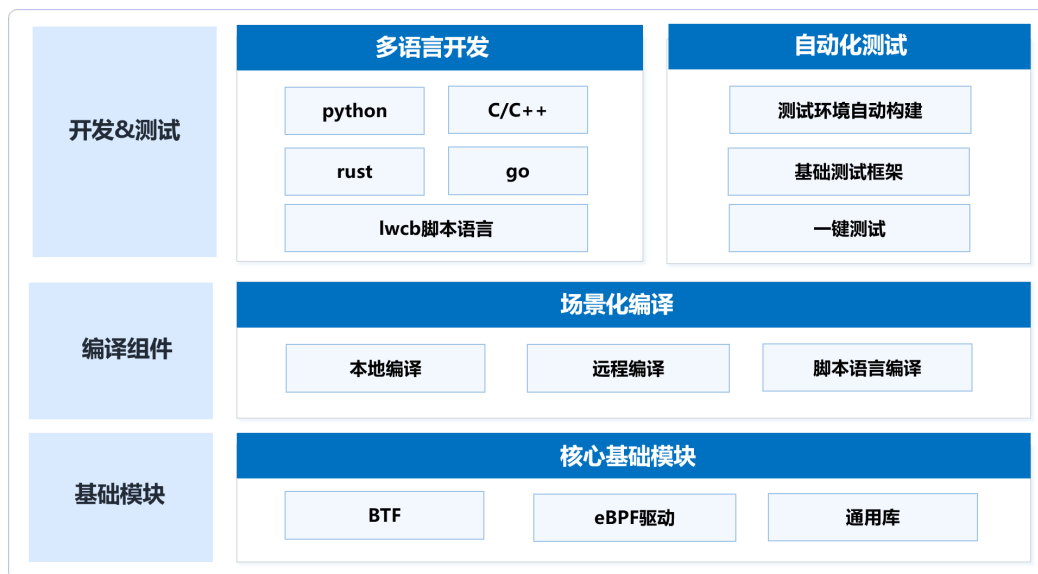 开发&测试
多语言开发
python
C/C++
rust
go
lwcb脚本语言
自动化测试
测试环境自动构建
基础测试框架
一键测试
编译组件
场景化编译
本地编译
远程编译
脚本语言编译
基础模块
核心基础模块
BTF
eBPF驱动
通用库